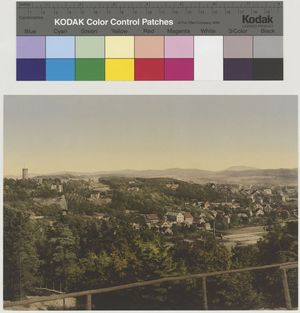 KODAK Color Control Patches
Kodak
Blue Cyan Green Yellow Red Magenta White 3/Color Black